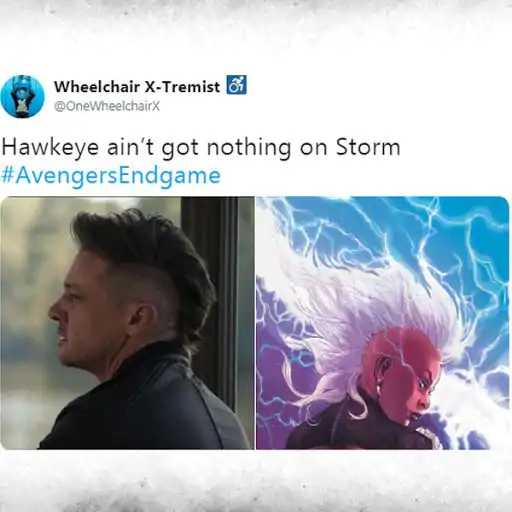 Wheelchair X-Tremist ♿
@OneWheelchairX
Hawkeye ain’t got nothing on Storm
#AvengersEndgame